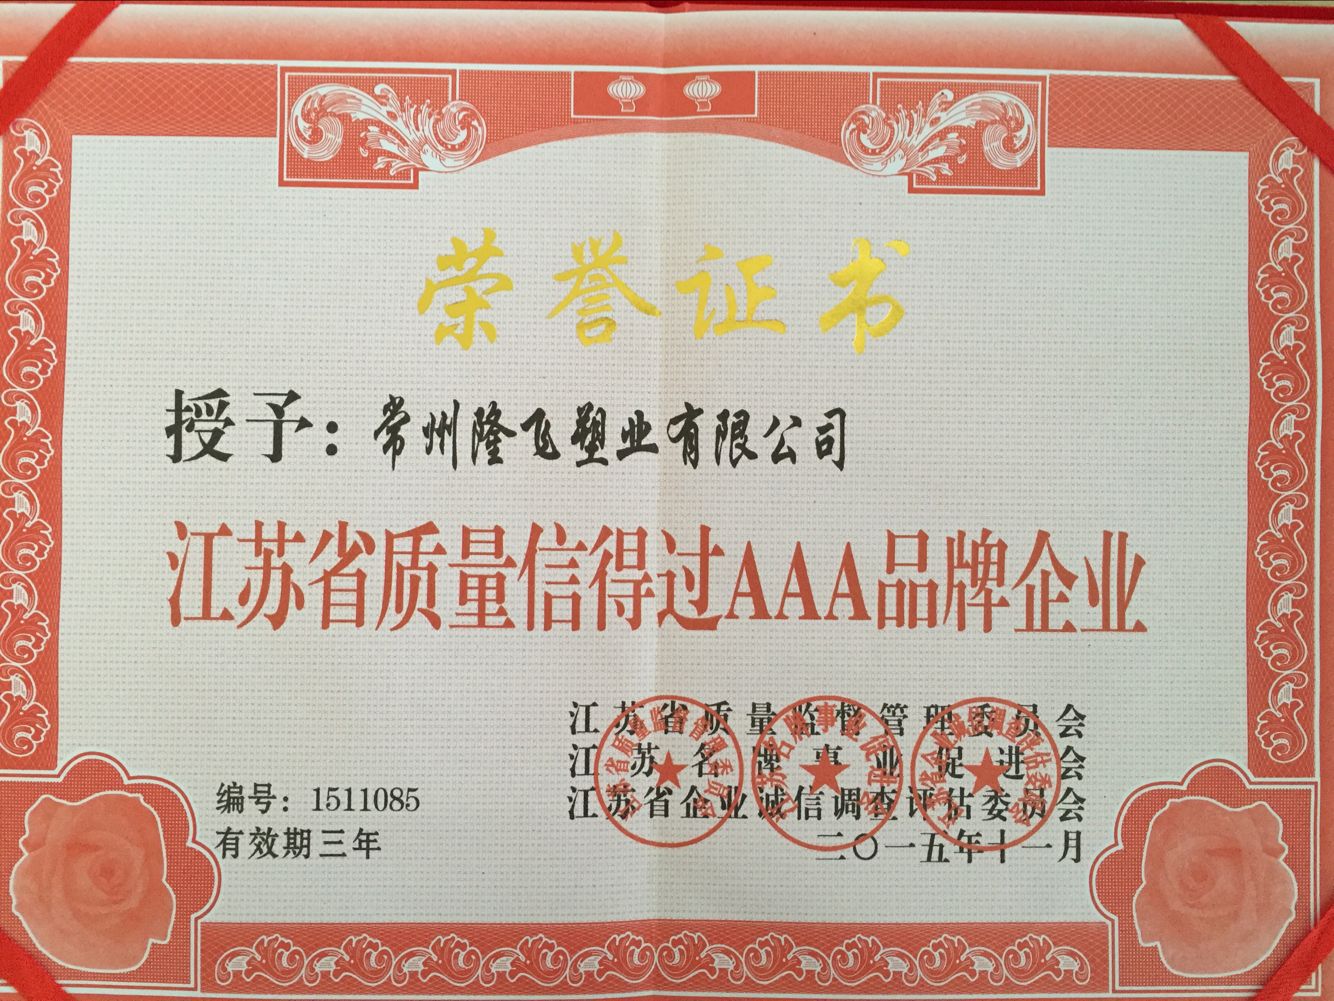 荣誉证书
授予：常州隆飞塑业有限公司
江苏省质量信得过AAA品牌企业
江苏省质量监督管理委员会
江苏名牌事业促进会
江苏省企业诚信调查评估委员会
二〇一五年十一月
编号：1511085
有效期三年